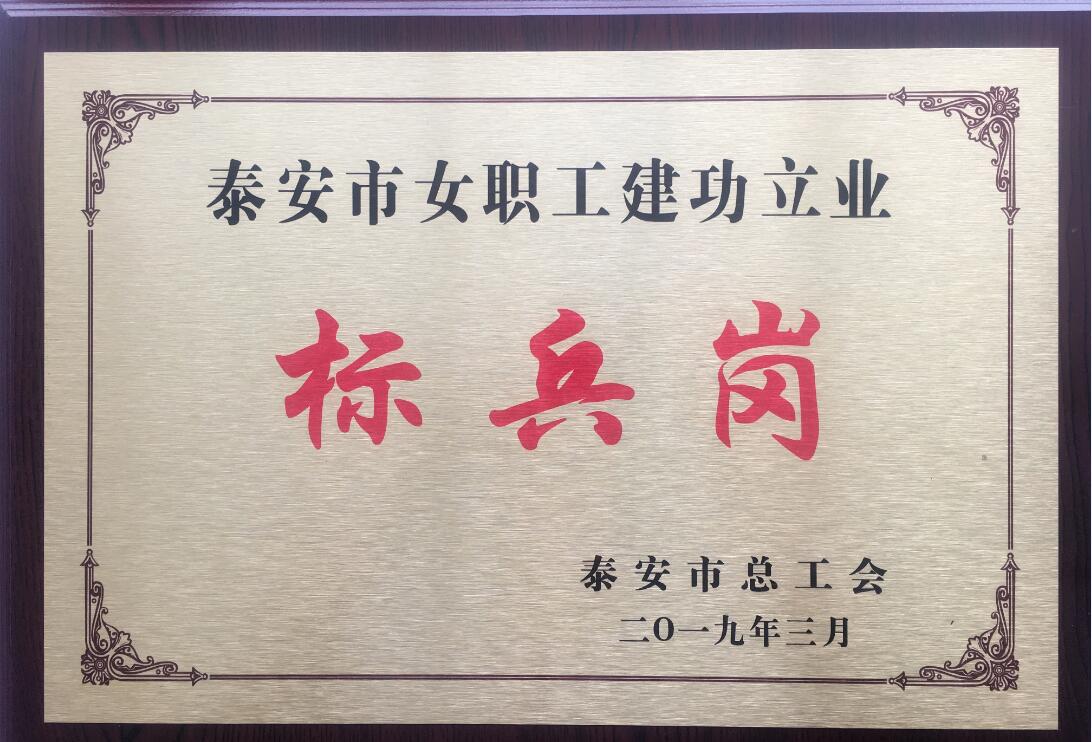 泰安市女职工建功立业
标兵岗
泰安市总工会
二〇一九年三月